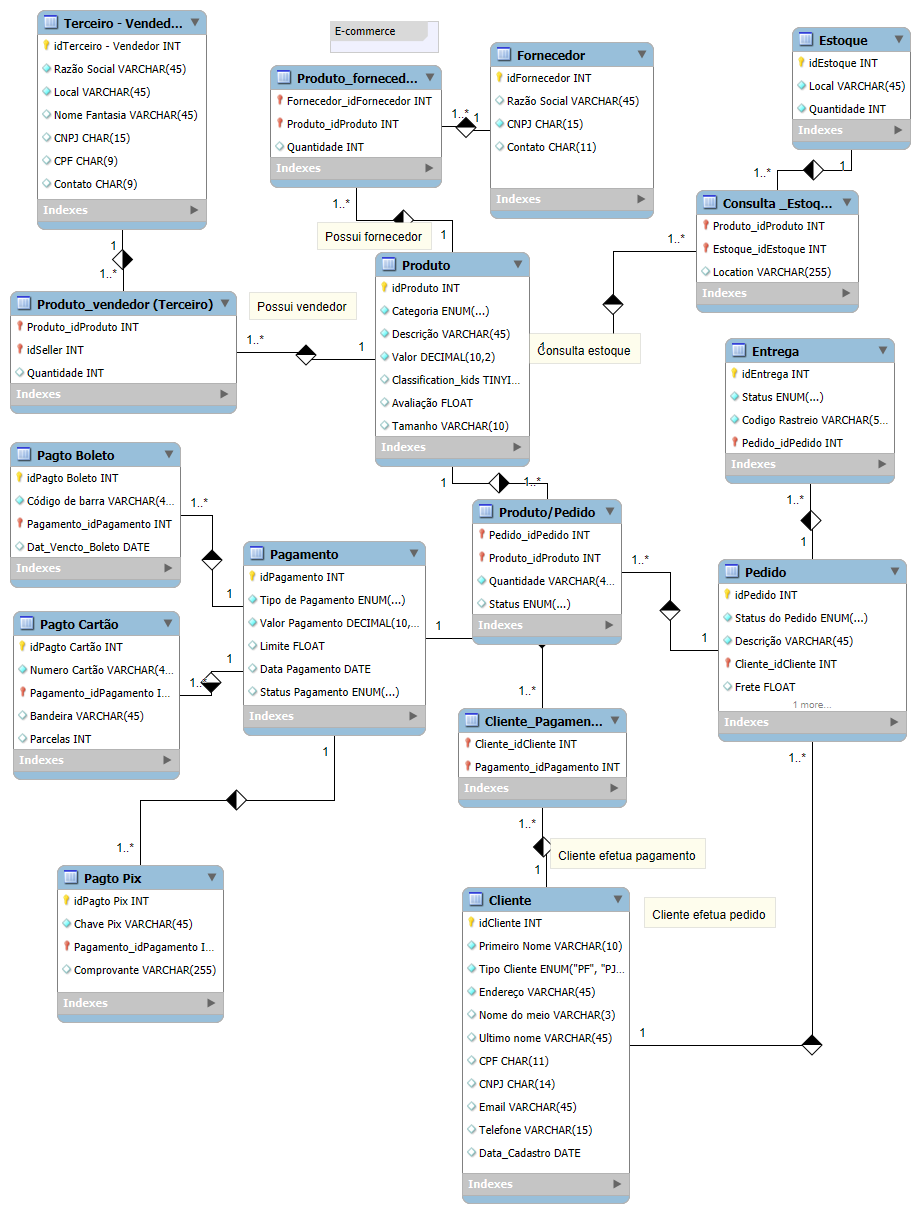 Terceiro - Vended...
idTerceiro - Vendedor INT
Razão Social VARCHAR(45)
Local VARCHAR(45)
Nome Fantasia VARCHAR(45)
CNPJ CHAR(15)
CPF CHAR(9)
Contato CHAR(9)
Indexes
1
1..*
E-commerce
Produto_forneced...
Fornecedor_idFornecedor INT
Produto_idProduto INT
Quantidade INT
Indexes
1..*
1
Fornecedor
idFornecedor INT
Razão Social VARCHAR(45)
CNPJ CHAR(15)
Contato CHAR(11)
Indexes
Estoque
idEstoque INT
Local VARCHAR(45)
Quantidade INT
Indexes
1
1..*
Consulta _Estoq...
Produto_idProduto INT
Estoque_idEstoque INT
Location VARCHAR(255)
Indexes
1..*
1..*
1
Possui fornecedor
Produto_vendedor (Terceiro)
Produto_idProduto INT
idSeller INT
Quantidade INT
Indexes
Possui vendedor
1..*
1
Produto
idProduto INT
Categoria ENUM(...)
Descrição VARCHAR(45)
Valor DECIMAL(10,2)
Classification_kids TINYI...
Avaliação FLOAT
Tamanho VARCHAR(10)
Indexes
1
Consulta estoque
1
1..*
Entrega
idEntrega INT
Status ENUM(...)
Codigo Rastreio VARCHAR(5...
Pedido_idPedido INT
Indexes
1..*
1
Pagto Boleto
idPagto Boleto INT
Código de barra VARCHAR(4...
Pagamento_idPagamento INT
Dat_Vencto_Boleto DATE
Indexes
1..*
1
Pagamento
idPagamento INT
Tipo de Pagamento ENUM(...)
Valor Pagamento DECIMAL(10,...
Limite FLOAT
Data Pagamento DATE
Status Pagamento ENUM(...)
Indexes
1
Produto/Pedido
Pedido_idPedido INT
Produto_idProduto INT
Quantidade VARCHAR(4...
Status ENUM(...)
Indexes
1..*
1
Pedido
idPedido INT
Status do Pedido ENUM(...)
Descrição VARCHAR(45)
Cliente_idCliente INT
Frete FLOAT
1 more...
Indexes
1..*
Pagto Cartão
idPagto Cartão INT
Numero Cartão VARCHAR(4...
Pagamento_idPagamento I...
Bandeira VARCHAR(45)
Parcelas INT
Indexes
1
1..*
1
1..*
1..*
Cliente_Pagamen...
Cliente_idCliente INT
Pagamento_idPagamento INT
Indexes
1..*
1
Cliente efetua pagamento
Pagto Pix
idPagto Pix INT
Chave Pix VARCHAR(45)
Pagamento_idPagamento I...
Comprovante VARCHAR(255)
Indexes
Cliente
idCliente INT
Primeiro Nome VARCHAR(10)
Tipo Cliente ENUM("PF", "PJ...
Endereço VARCHAR(45)
Nome do meio VARCHAR(3)
Ultimo nome VARCHAR(45)
CPF CHAR(11)
CNPJ CHAR(14)
Email VARCHAR(45)
Telefone VARCHAR(15)
Data_Cadastro DATE
Indexes
Cliente efetua pedido
1